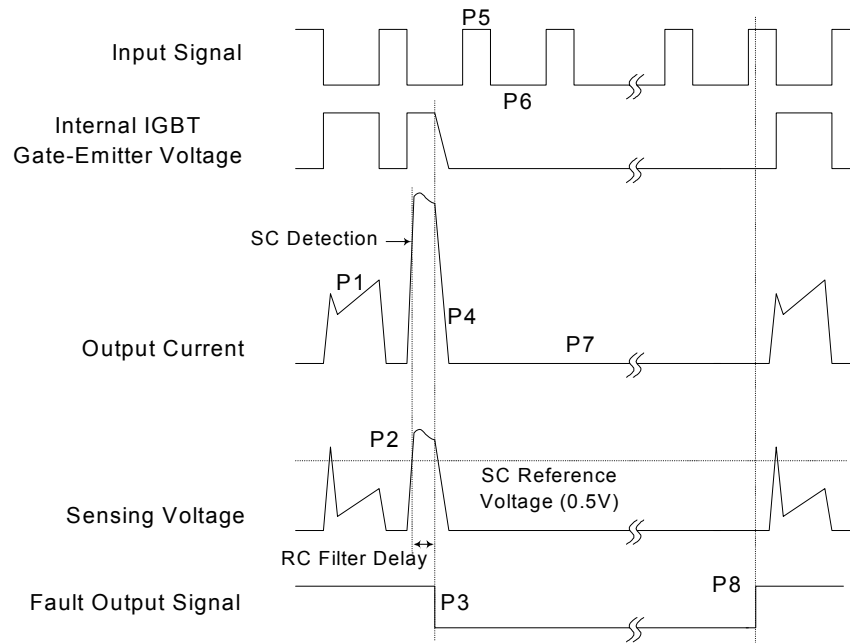 P5
Input Signal
P6
Internal IGBT
Gate-Emitter Voltage
SC Detection
P1
P4
Output Current
P7
P2
SC Reference
Voltage (0.5V)
Sensing Voltage
RC Filter Delay
P8
Fault Output Signal
P3